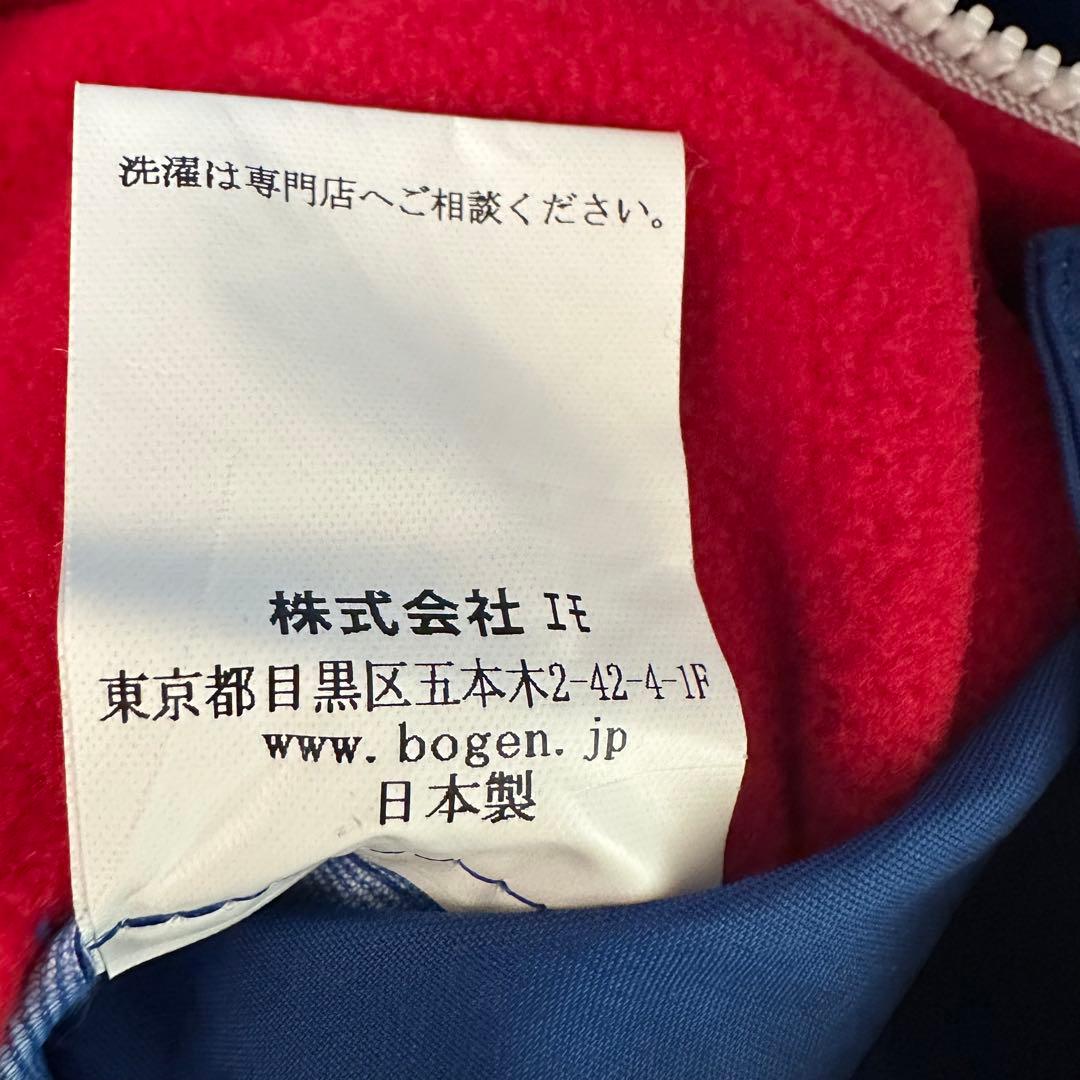 洗濯は専門店へご相談ください。
株式会社 エモ
東京都目黒区五本木2-42-4-1F
www.bogen.jp
日本製